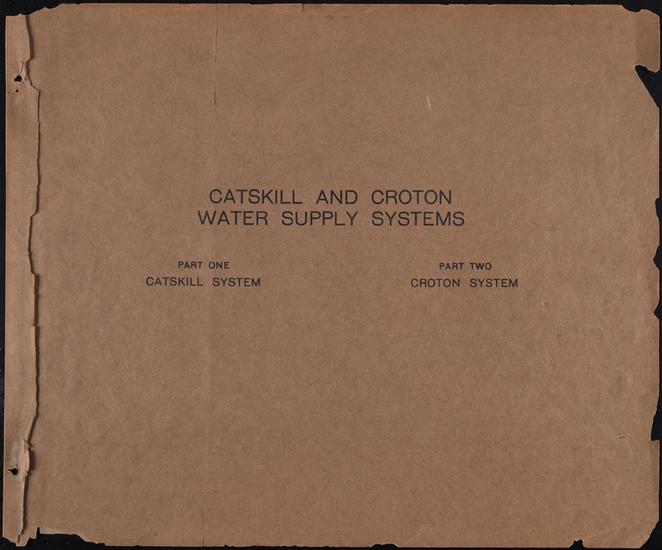 CATSKILL AND CROTON
WATER SUPPLY SYSTEMS
PART ONE
CATSKILL SYSTEM
PART TWO
CROTON SYSTEM